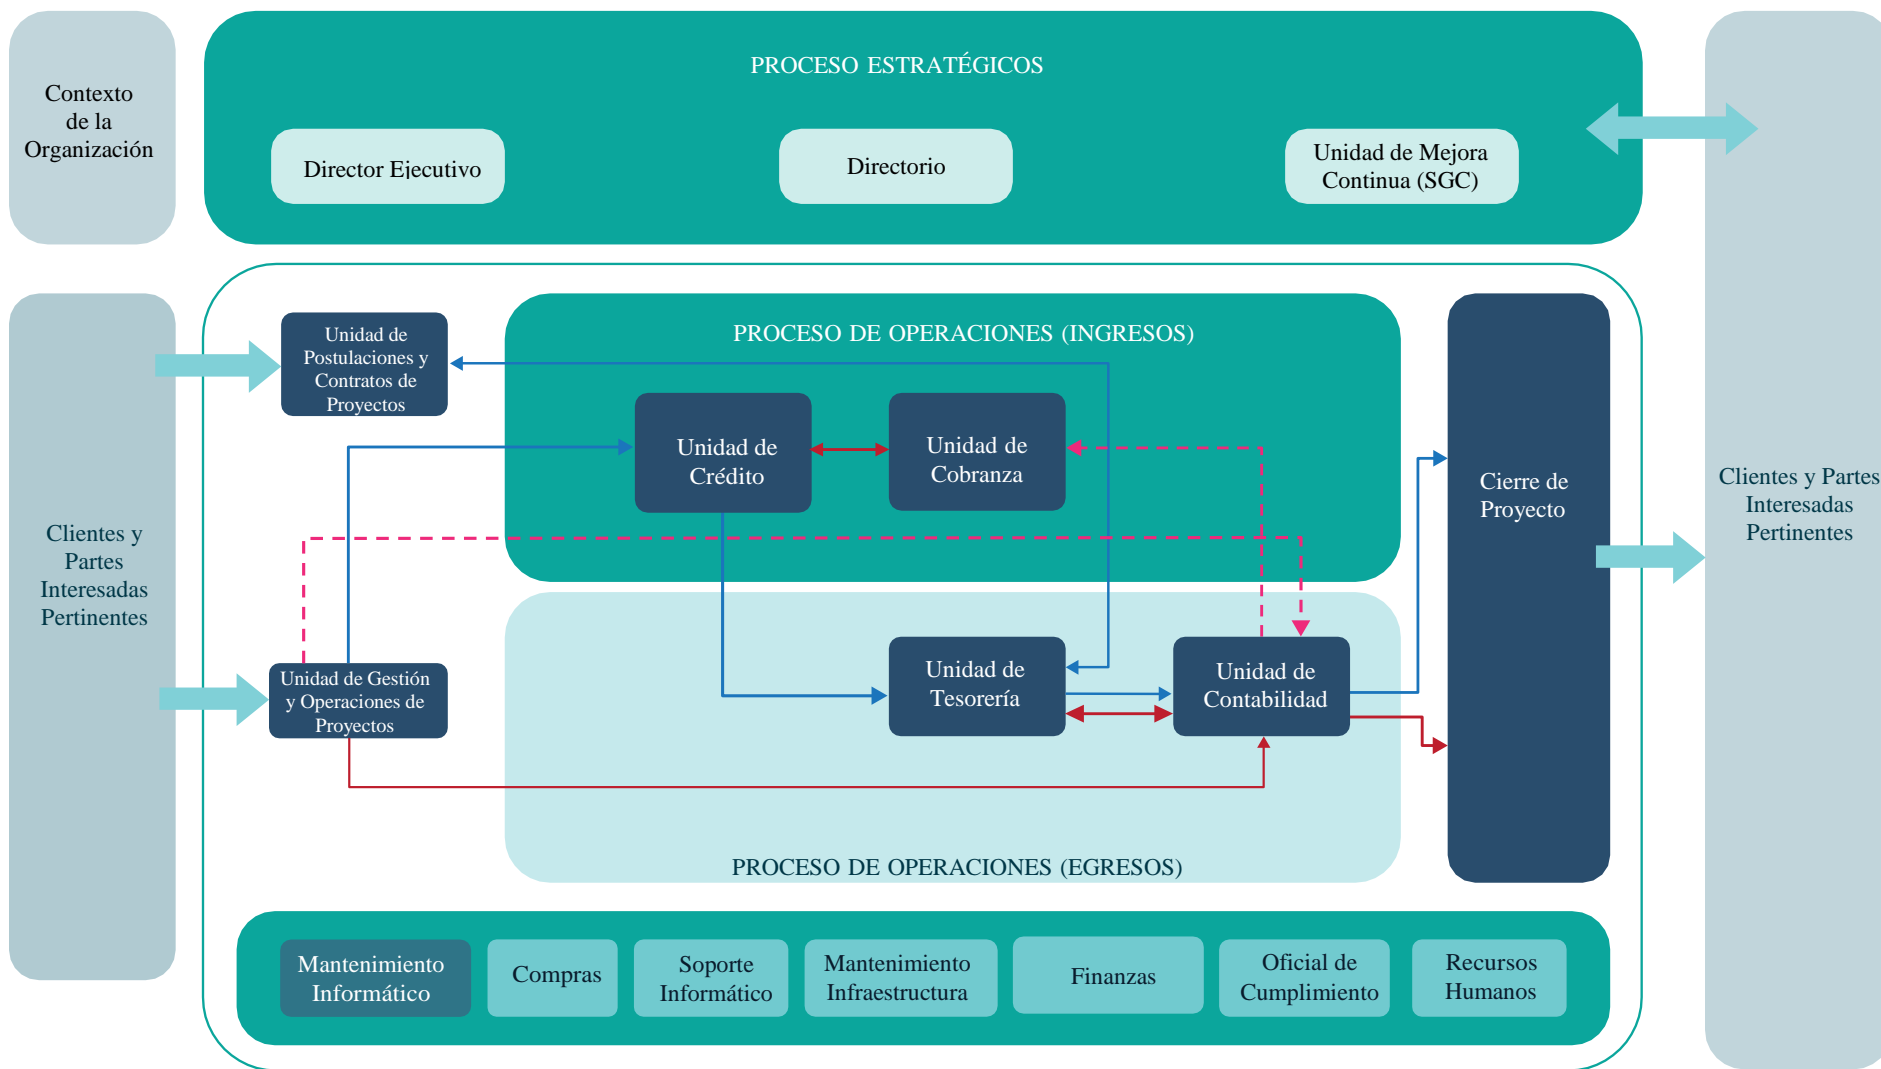 Contexto
de la
Organización
PROCESO ESTRATÉGICOS
Director Ejecutivo
Directorio
Unidad de Mejora
Continua (SGC)
Clientes y
Partes
Interesadas
Pertinentes
Unidad de
Postulaciones y
Contratos de
Proyectos
PROCESO DE OPERACIONES (INGRESOS)
Unidad de
Crédito
Unidad de
Cobranza
Unidad de Gestión
y Operaciones de
Proyectos
Unidad de
Tesorería
Unidad de
Contabilidad
PROCESO DE OPERACIONES (EGRESOS)
Cierre de
Proyecto
Clientes y Partes
Interesadas
Pertinentes
Mantenimiento
Informático
Compras
Soporte
Informático
Mantenimiento
Infraestructura
Finanzas
Oficial de
Cumplimiento
Recursos
Humanos